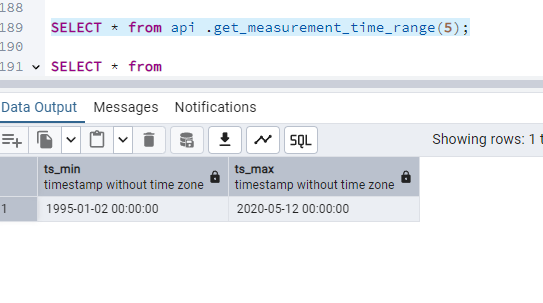 188
189 SELECT * from api .get_measurement_time_range(5);
190
191 SELECT * from
Data Output Messages Notifications
SQL Showing rows: 1 t
ts_min ts_max
timestamp without time zone timestamp without time zone
1 1995-01-02 00:00:00 2020-05-12 00:00:00